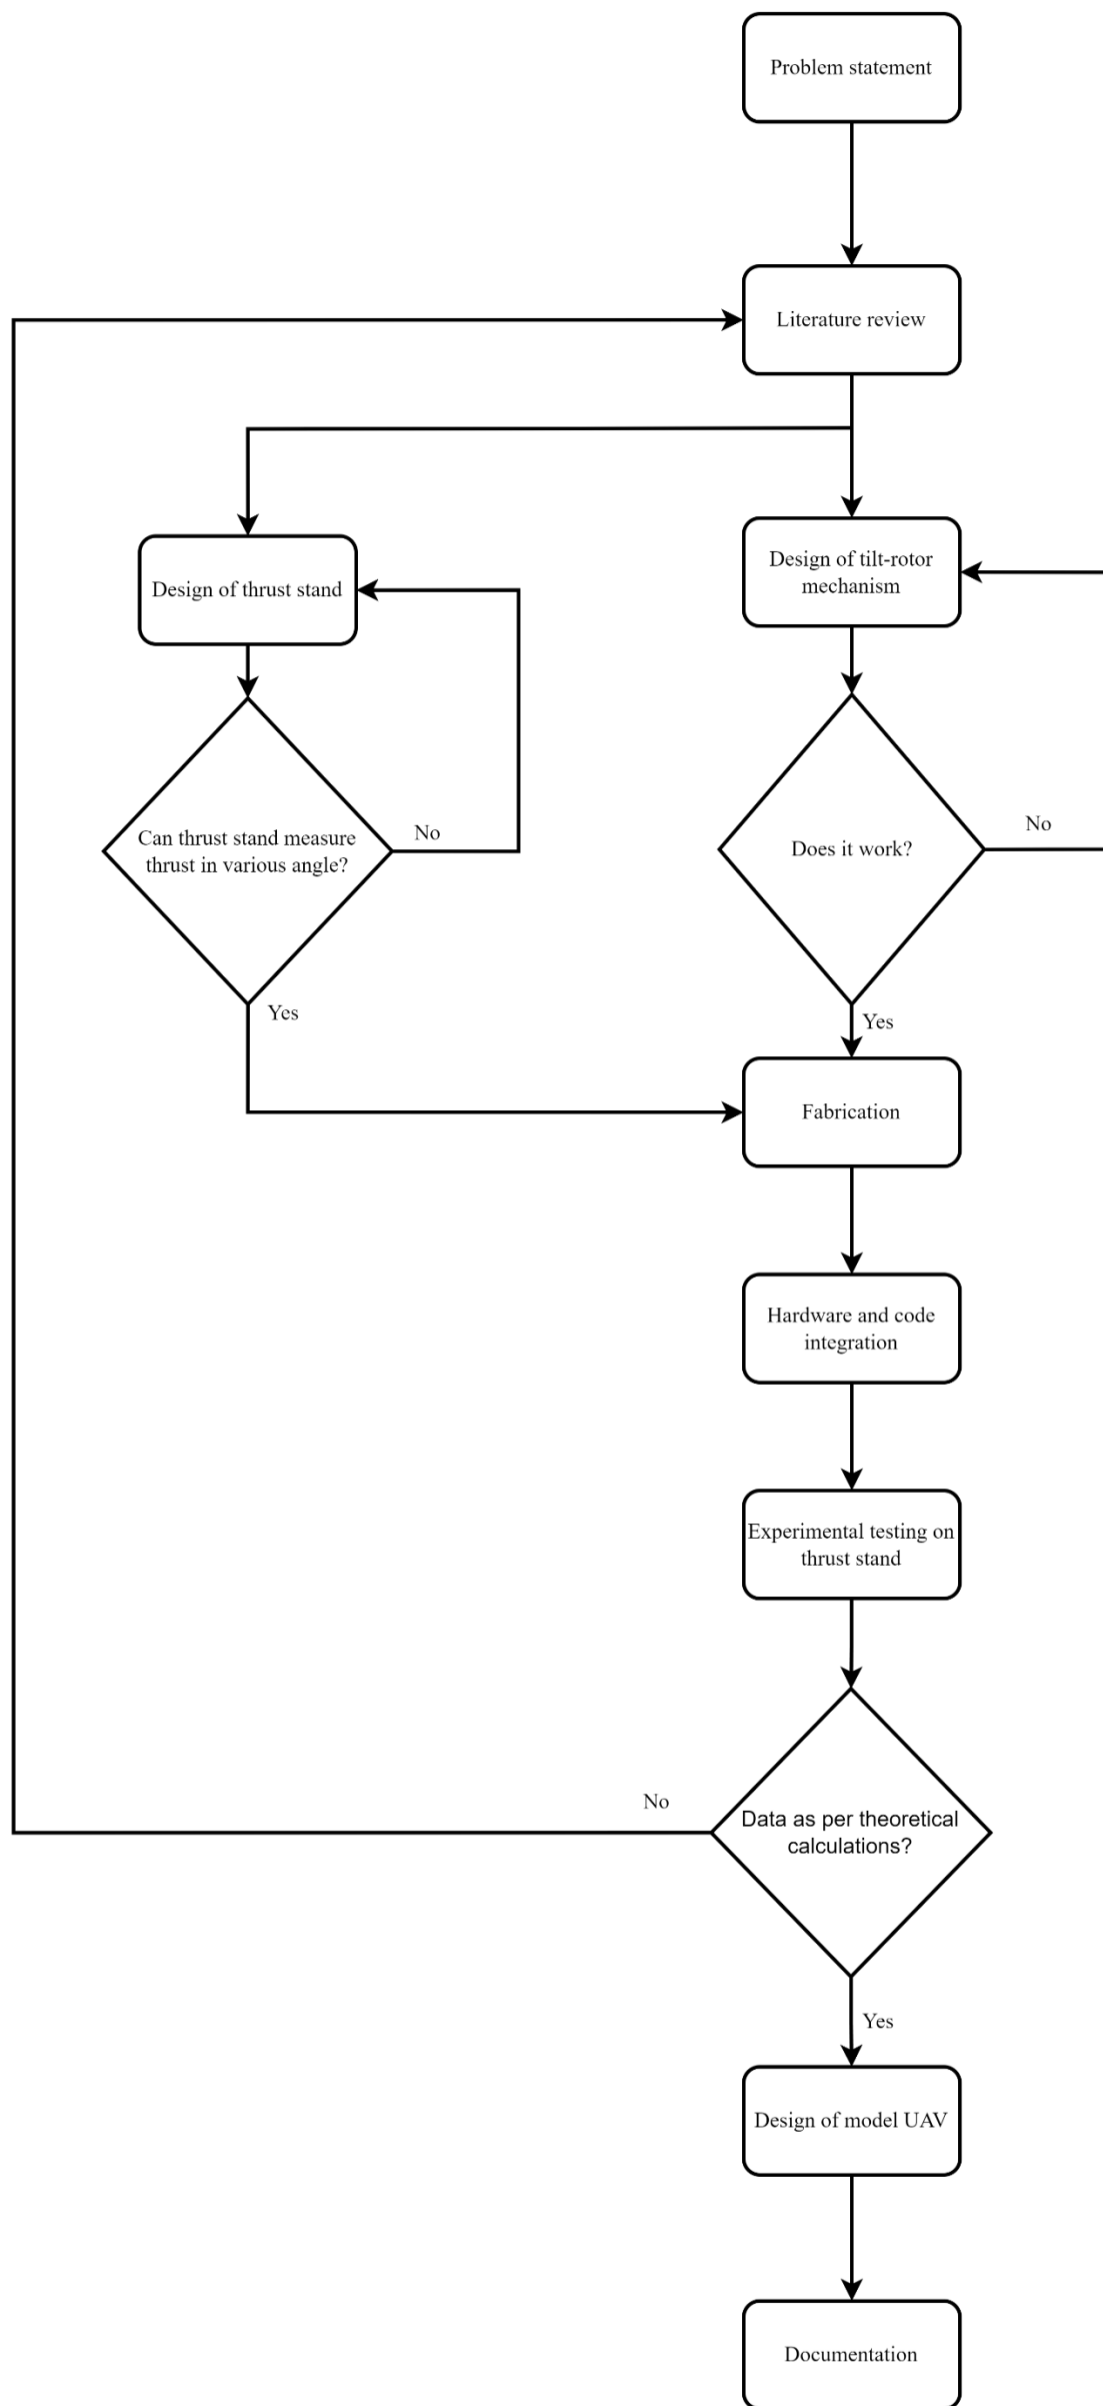 Problem statement
Literature review
Design of thrust stand
Design of tilt-rotor
mechanism
Can thrust stand measure
thrust in various angle?
No
Does it work?
No
Yes
Yes
Fabrication
Hardware and code
integration
Experimental testing on
thrust stand
No
Data as per theoretical
calculations?
Yes
Design of model UAV
Documentation